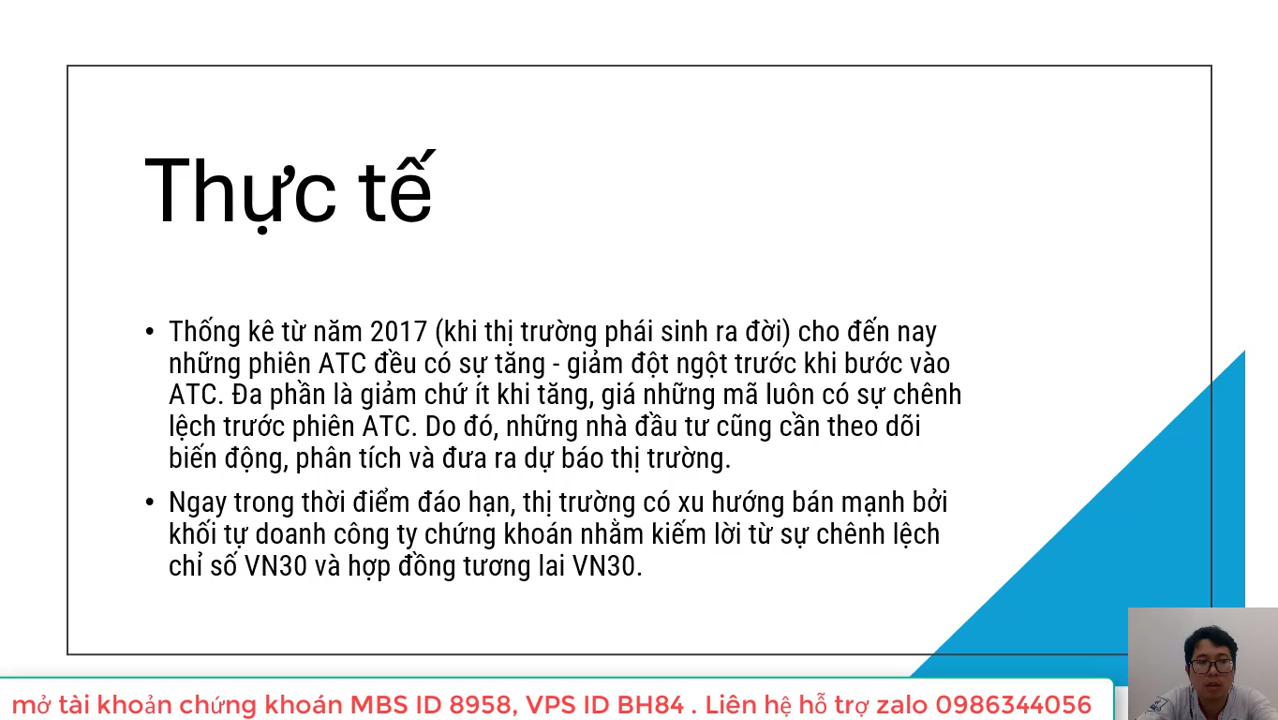 Thực tế
• Thống kê từ năm 2017 (khi thị trường phái sinh ra đời) cho đến nay
những phiên ATC đều có sự tăng - giảm đột ngột trước khi bước vào
ATC. Đa phần là giảm chứ ít khi tăng, giá những mã luôn có sự chênh
lệch trước phiên ATC. Do đó, những nhà đầu tư cũng cần theo dõi
biến động, phân tích và đưa ra dự báo thị trường.
• Ngay trong thời điểm đáo hạn, thị trường có xu hướng bán mạnh bởi
khối tự doanh công ty chứng khoán nhằm kiếm lời từ sự chênh lệch
chỉ số VN30 và hợp đồng tương lai VN30.
mở tài khoản chứng khoán MBS ID 8958, VPS ID BH84 . Liên hệ hỗ trợ zalo 0986344056